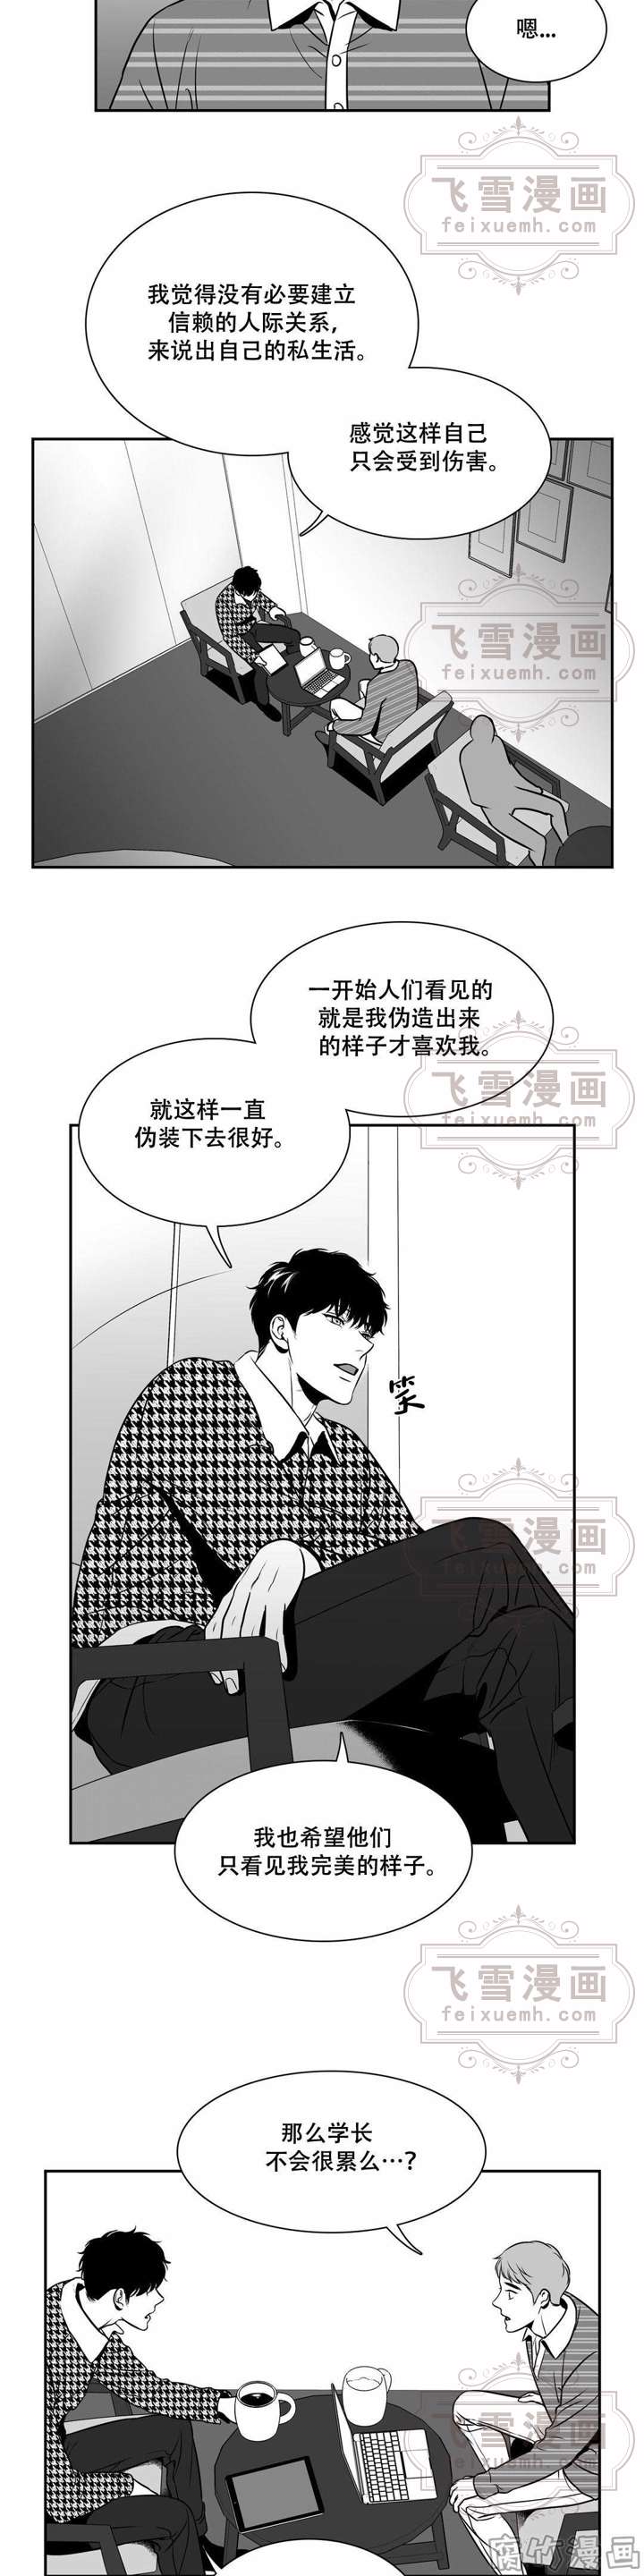 嗯...
飞雪漫画
feixuemh.com
我觉得没有必要建立
信赖的人际关系，
来说出自己的私生活。
感觉这样自己
只会受到伤害。
飞雪漫画
feixuemh.com
一开始人们看见的
就是我伪造出来
的样子才喜欢我。
飞雪漫画
feixuemh.com
就这样一直
伪装下去很好。
笑
飞雪漫画
feixuemh.com
我也希望他们
只看见我完美的样子。
飞雪漫画
feixuemh.com
那么学长
不会很累么…?
飞雪漫画
feixuemh.com
腐竹漫画